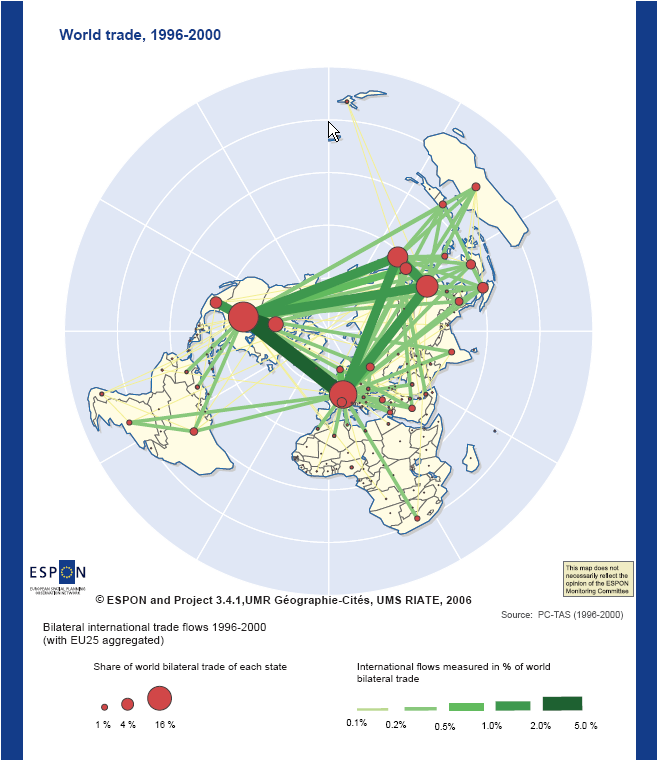 World trade, 1996-2000
ESPON
EUROPEAN SPATIAL PLANNING
OBSERVATION NETWORK
This map does not
necessarily reflect the
opinion of the ESPON
Monitoring Committee
© ESPON and Project 3.4.1,UMR Géographie-Cités, UMS RIATE, 2006
Source: PC-TAS (1996-2000)
Bilateral international trade flows 1996-2000
(with EU25 aggregated)
Share of world bilateral trade of each state
1 % 4 % 16 %
International flows measured in % of world
bilateral trade
0.1% 0.2% 0.5% 1.0% 2.0% 5.0 %